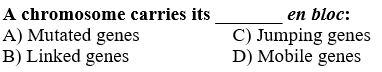 A chromosome carries its _______ en bloc:
A) Mutated genes C) Jumping genes
B) Linked genes D) Mobile genes